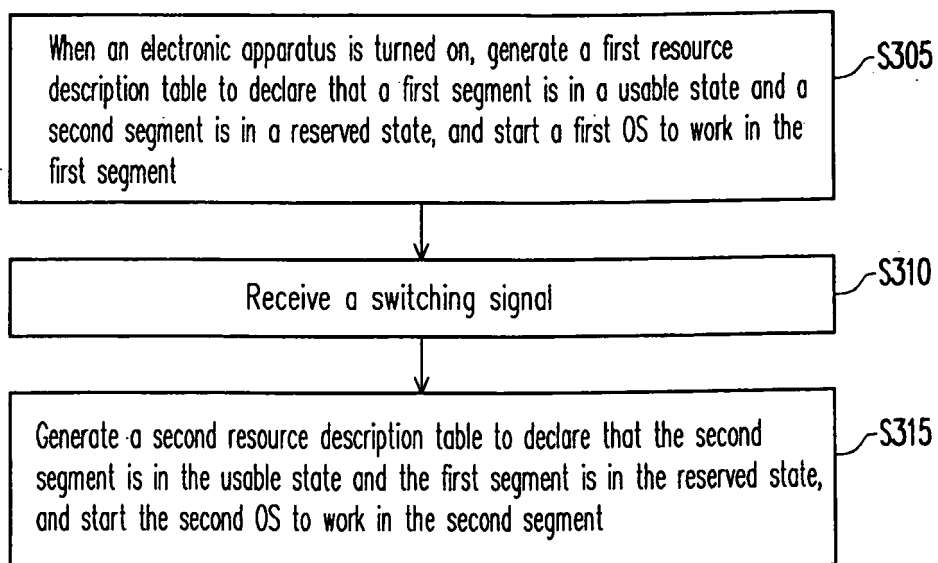 When an electronic apparatus is turned on, generate a first resource
description table to declare that a first segment is in a usable state and a
second segment is in a reserved state, and start a first OS to work in the
first segment
S305
Receive a switching signal
S310
Generate a second resource description table to declare that the second
segment is in the usable state and the first segment is in the reserved state,
and start the second OS to work in the second segment
S315